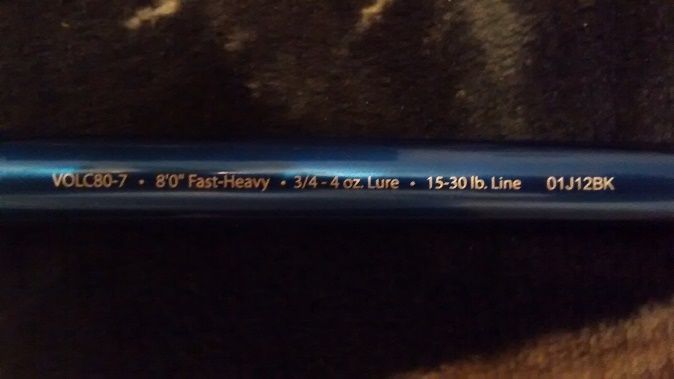 VOLC80-7 • 8'0" Fast-Heavy • 3/4 - 4 oz. Lure • 15-30 lb. Line 01J12BK